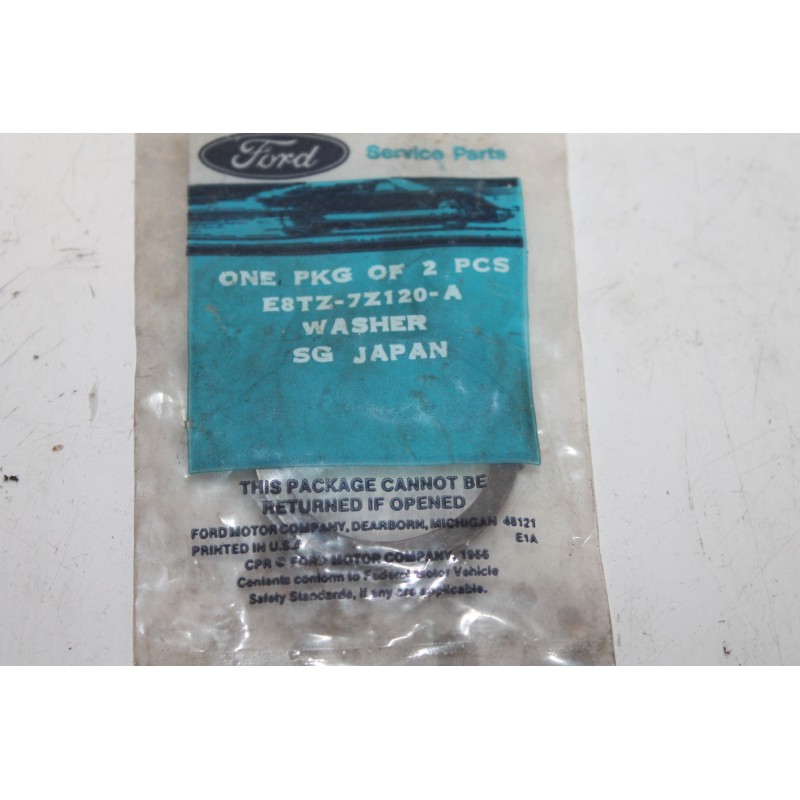 Ford Service Parts
ONE PKG OF 2 PCS
E8TZ-7Z120-A
WASHER
SG JAPAN
THIS PACKAGE CANNOT BE
RETURNED IF OPENED
FORD MOTOR COMPANY, DEARBORN, MICHIGAN 48121
PRINTED IN U.S.A. E1A
CPR © FORD MOTOR COMPANY, 1966
Contents conform to Federal Motor Vehicle
Safety Standards, if any are applicable.